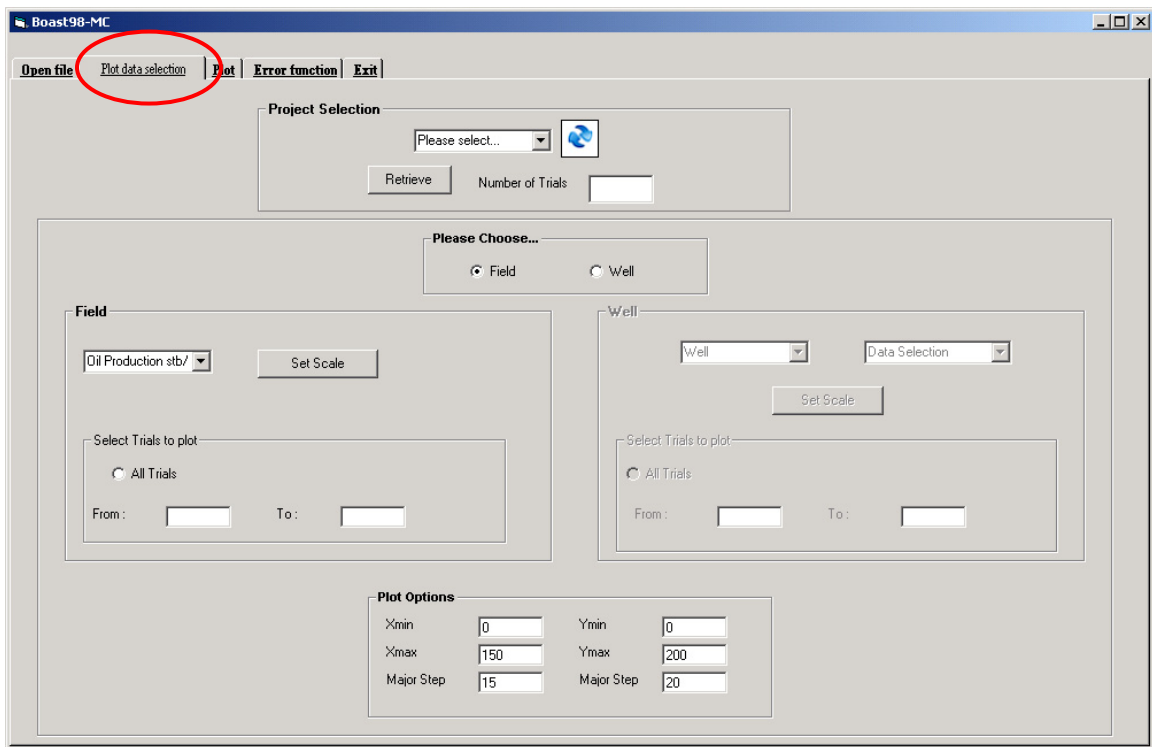 Boast98-MC
Open file Plot data selection Plot Error function Exit
Project Selection
Please select...
Retrieve Number of Trials
Please Choose...
Field Well
Field
Oil Production stb/ Set Scale
Select Trials to plot
All Trials
From : To :
Well
Well Data Selection
Set Scale
Select Trials to plot
All Trials
From : To :
Plot Options
Xmin 0 Ymin 0
Xmax 150 Ymax 200
Major Step 15 Major Step 20